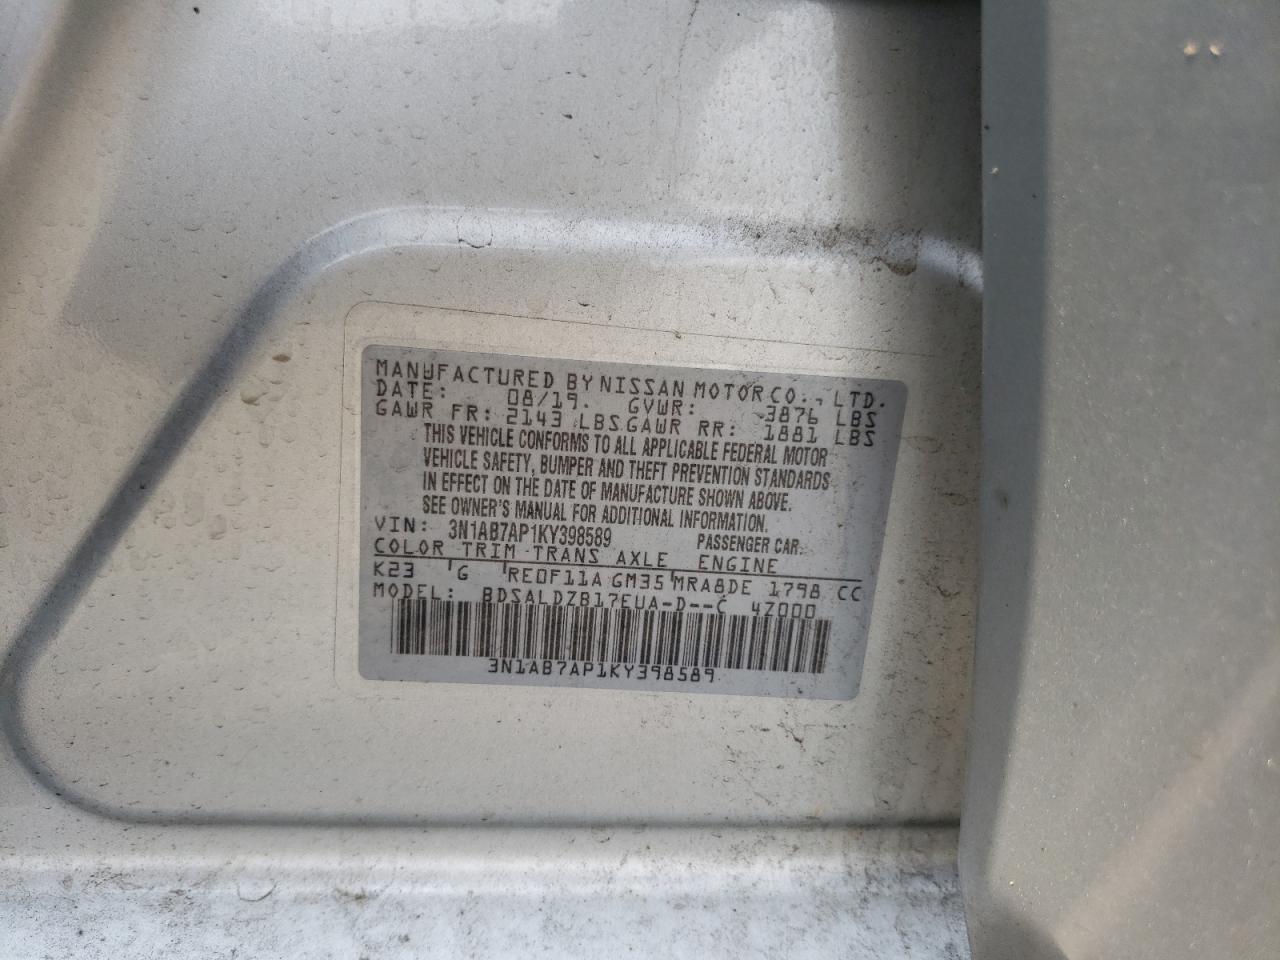 MANUFACTURED BY NISSAN MOTOR CO., LTD.
DATE: 08/19. GVWR: 3876 LBS
GAWR FR: 2143 LBS GAWR RR: 1881 LBS
THIS VEHICLE CONFORMS TO ALL APPLICABLE FEDERAL MOTOR
VEHICLE SAFETY, BUMPER AND THEFT PREVENTION STANDARDS
IN EFFECT ON THE DATE OF MANUFACTURE SHOWN ABOVE.
SEE OWNER'S MANUAL FOR ADDITIONAL INFORMATION.
VIN: 3N1AB7AP1KY398589 PASSENGER CAR
COLOR TRIM TRANS AXLE ENGINE
K23 G RE0F11A GM35 MRA8DE 1798 CC
MODEL: BDSALDZB17EUA-D--C 4Z000
3N1AB7AP1KY398589